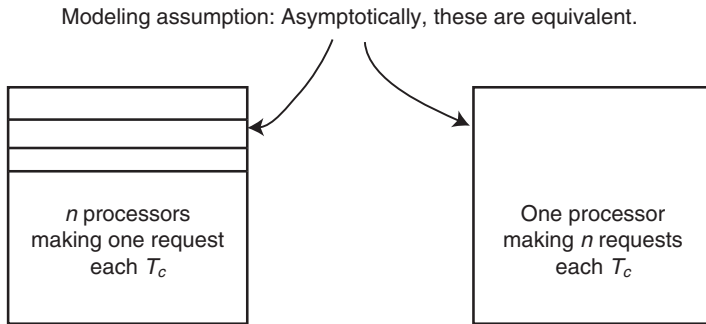 Modeling assumption: Asymptotically, these are equivalent.
n processors
making one request
each T_c
One processor
making n requests
each T_c